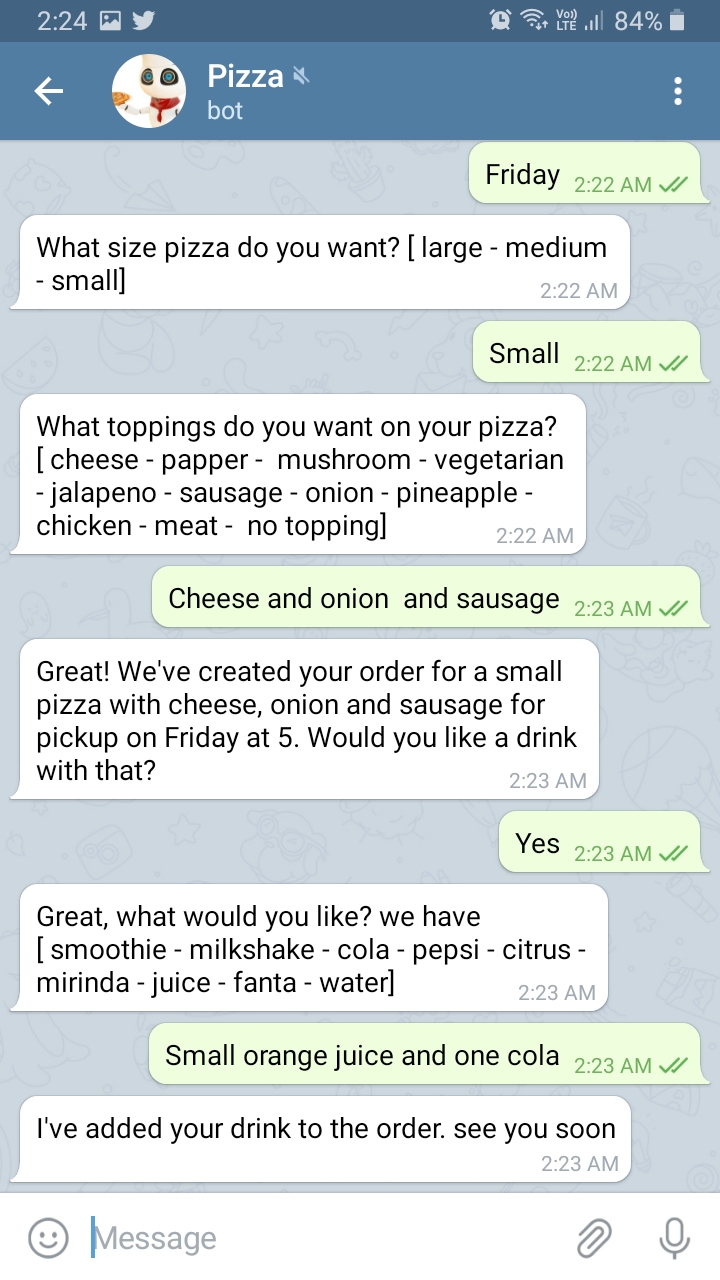 2:24 Vo)) LTE 84%
Pizza
bot
Friday 2:22 AM
What size pizza do you want? [ large - medium
- small]
2:22 AM
Small 2:22 AM
What toppings do you want on your pizza?
[ cheese - papper -  mushroom - vegetarian
- jalapeno - sausage - onion - pineapple -
chicken - meat -  no topping]
2:22 AM
Cheese and onion  and sausage 2:23 AM
Great! We've created your order for a small
pizza with cheese, onion and sausage for
pickup on Friday at 5. Would you like a drink
with that?
2:23 AM
Yes 2:23 AM
Great, what would you like? we have
[ smoothie - milkshake - cola - pepsi - citrus -
mirinda - juice - fanta - water]
2:23 AM
Small orange juice and one cola 2:23 AM
I've added your drink to the order. see you soon
2:23 AM
Message